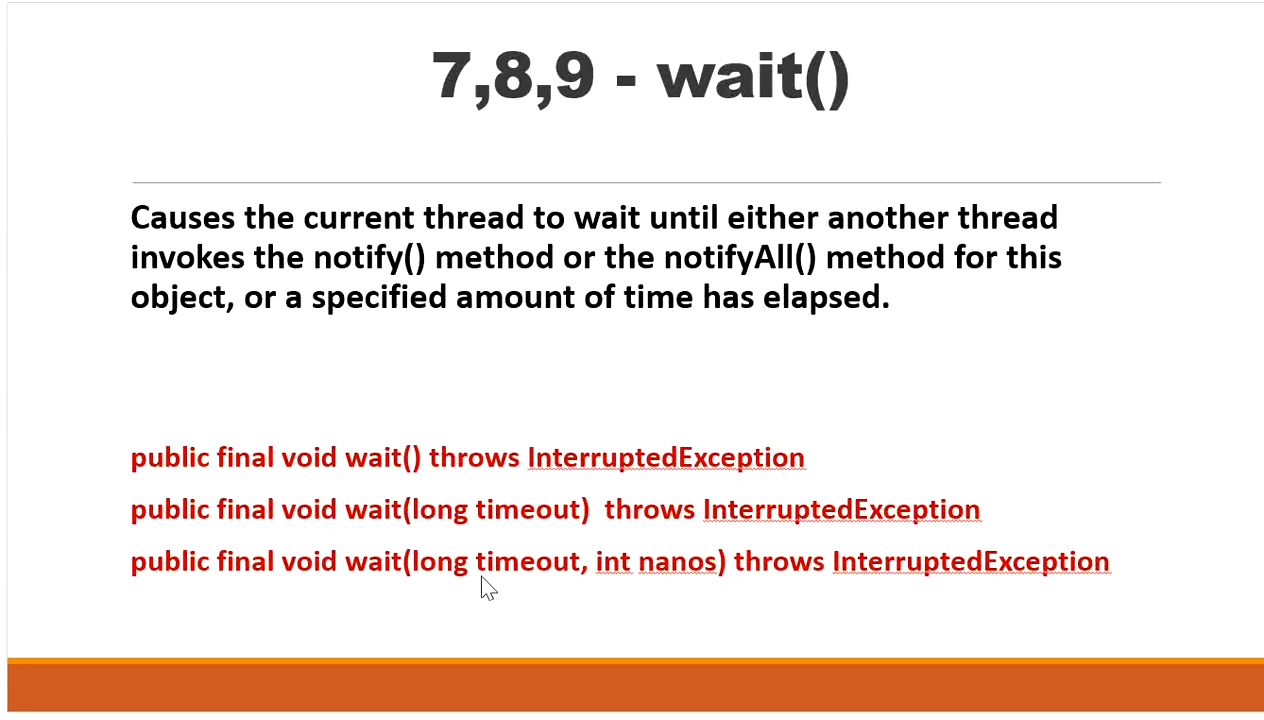 7,8,9 - wait()
Causes the current thread to wait until either another thread
invokes the notify() method or the notifyAll() method for this
object, or a specified amount of time has elapsed.
public final void wait() throws InterruptedException
public final void wait(long timeout)  throws InterruptedException
public final void wait(long timeout, int nanos) throws InterruptedException